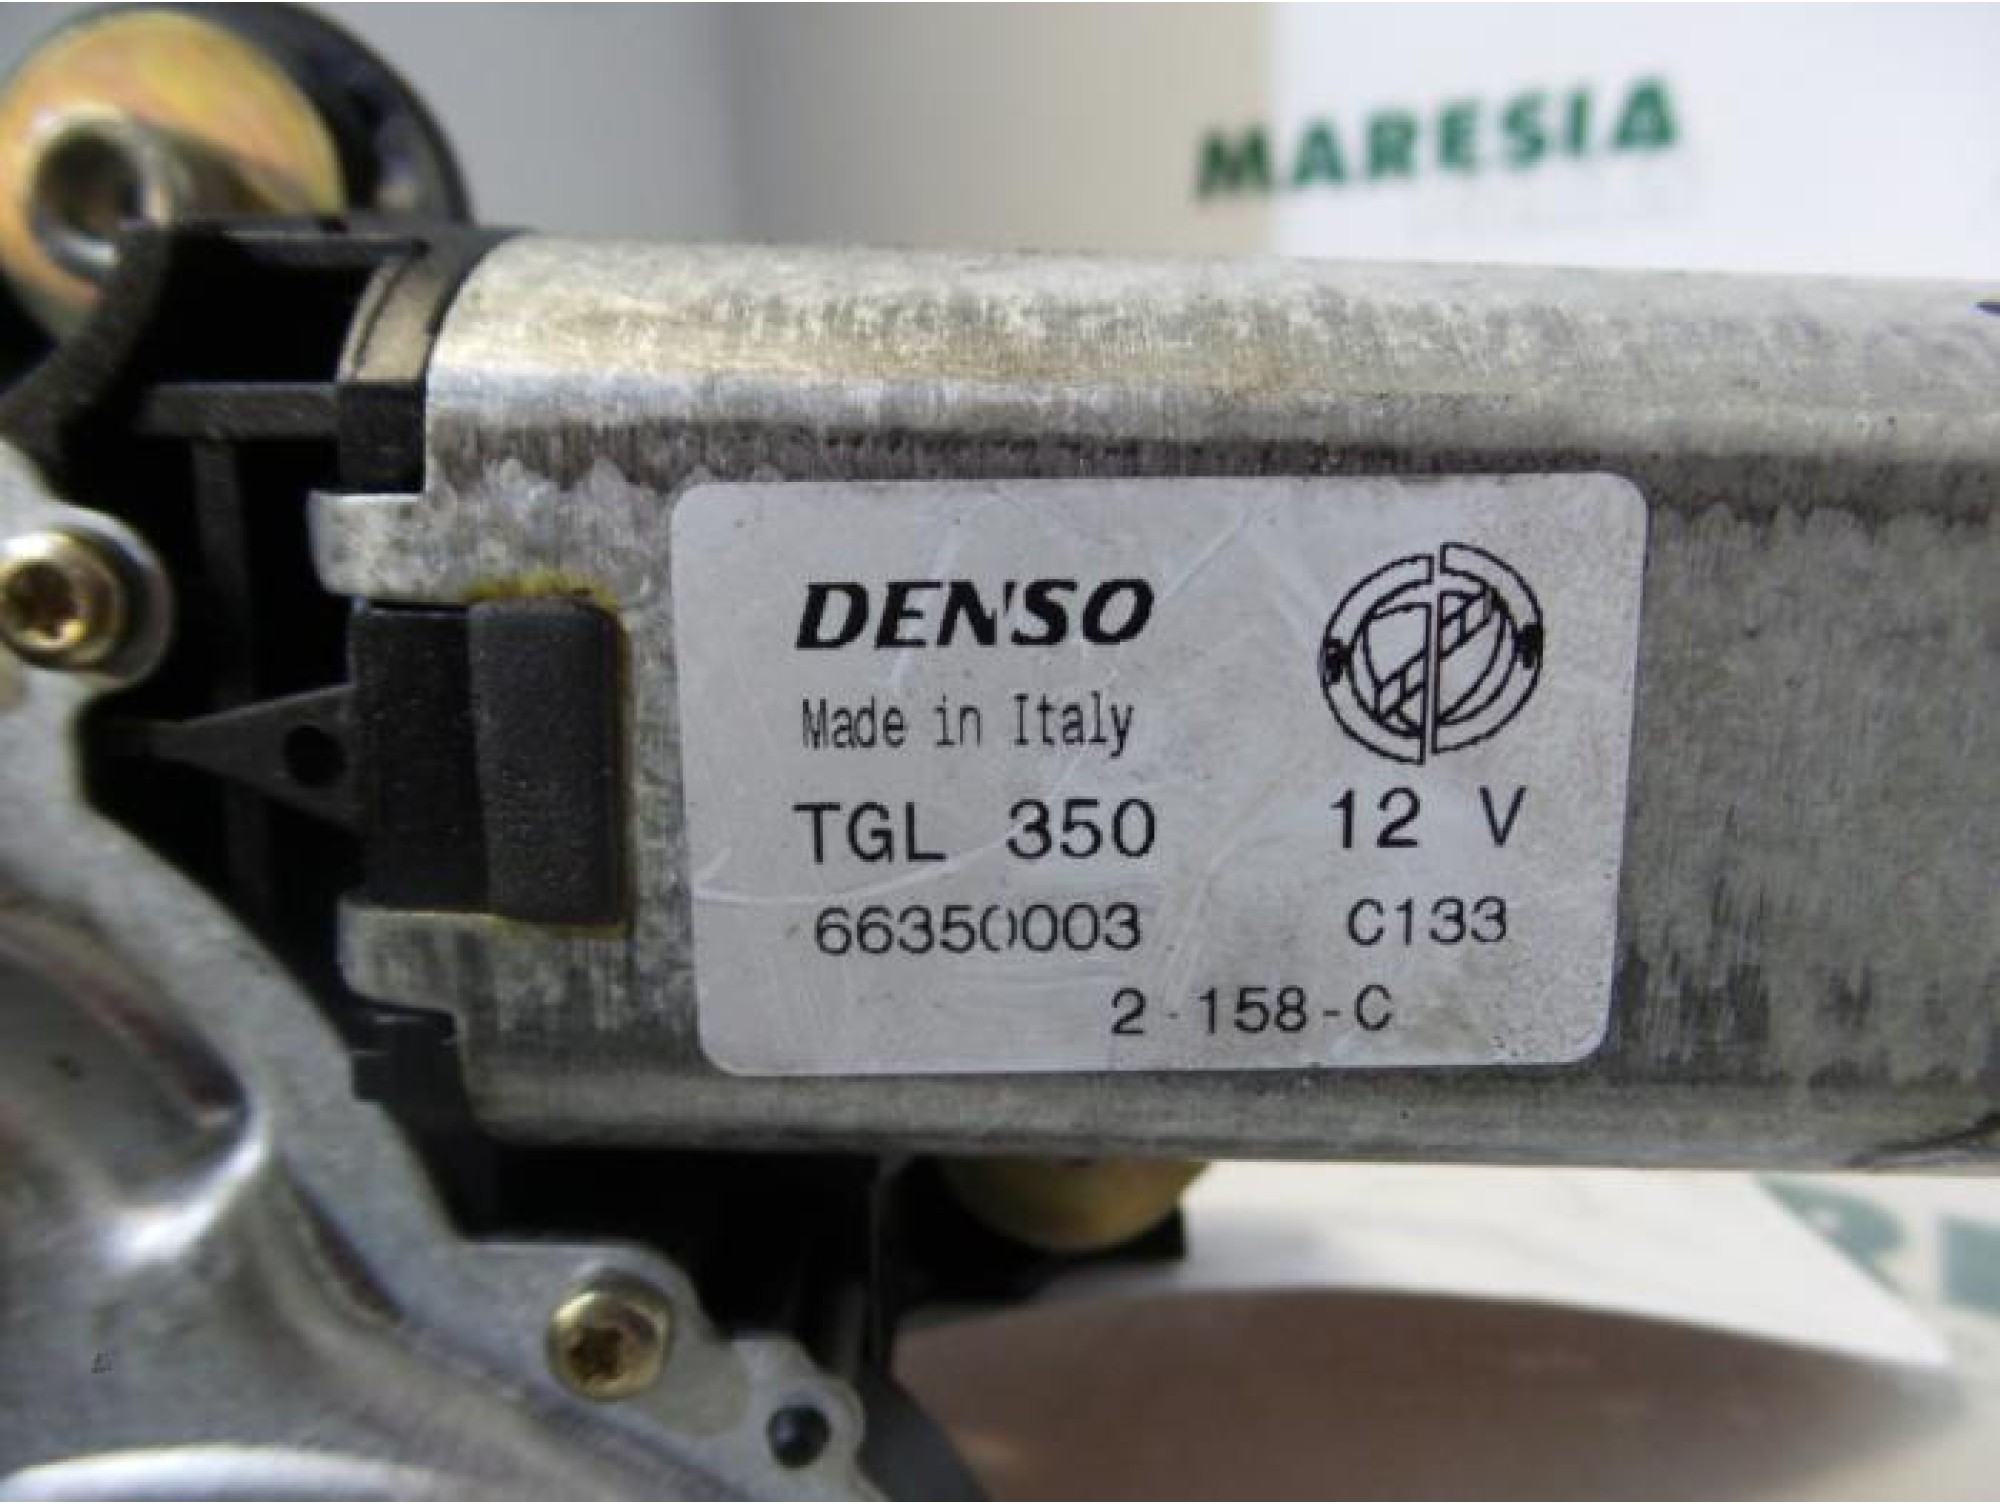 MARESIA
DENSO
Made in Italy
TGL 350 12 V
66350003 C133
2-158-C